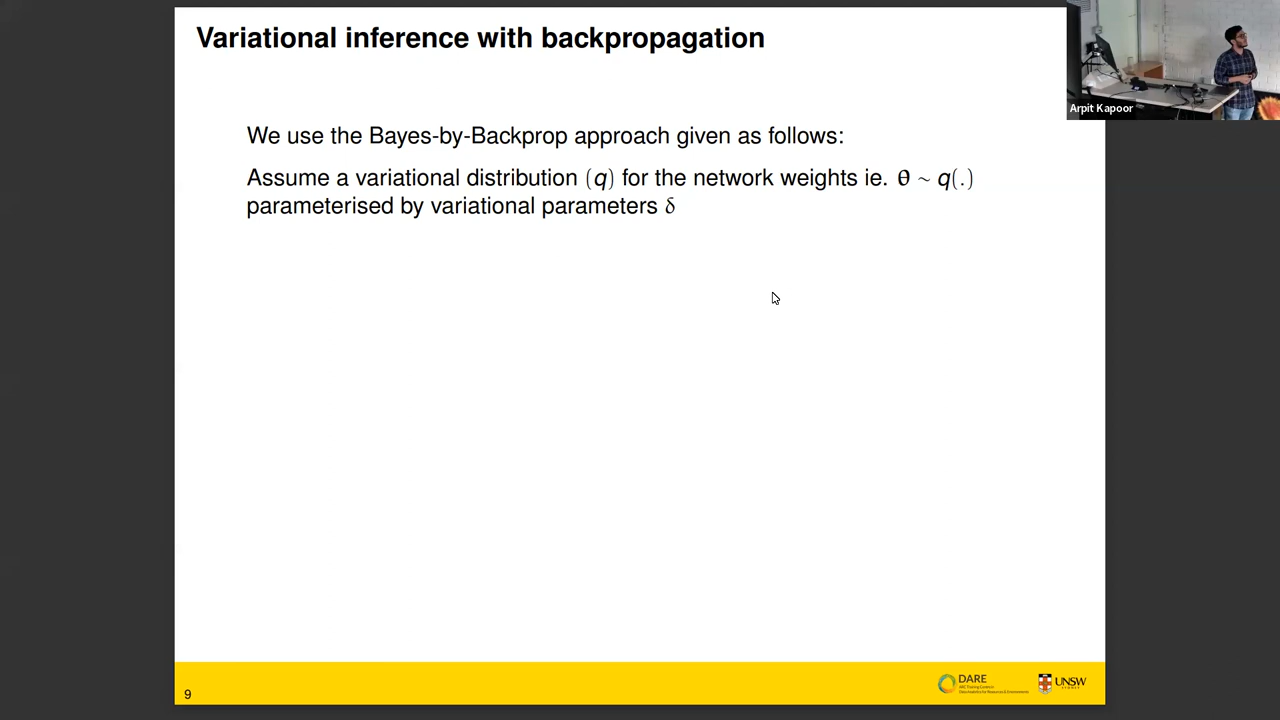 Variational inference with backpropagation
Arpit Kapoor
We use the Bayes-by-Backprop approach given as follows:
Assume a variational distribution (q) for the network weights ie. θ ~ q(.)
parameterised by variational parameters δ
9
DARE
UNSW